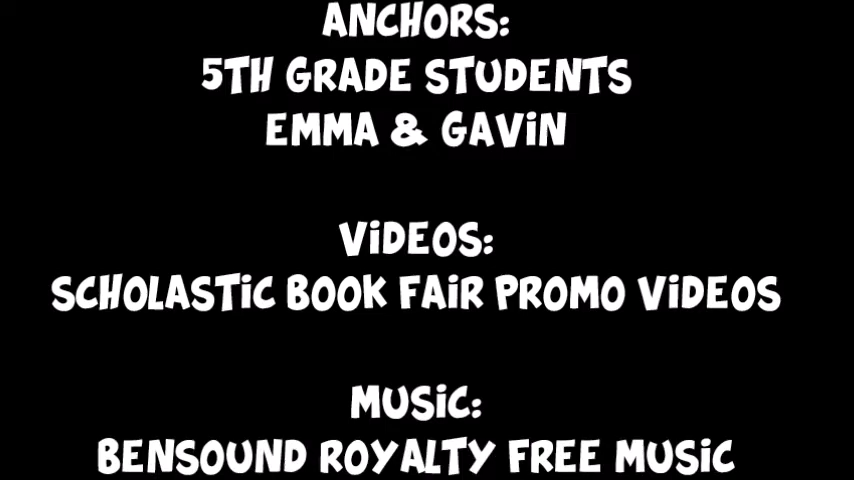 ANCHORS:
5TH GRADE STUDENTS
EMMA & GAViN
ViDEOS:
SCHOLASTiC BOOK FAiR PROMO ViDEOS
MUSiC:
BENSOUND ROYALTY FREE MUSiC